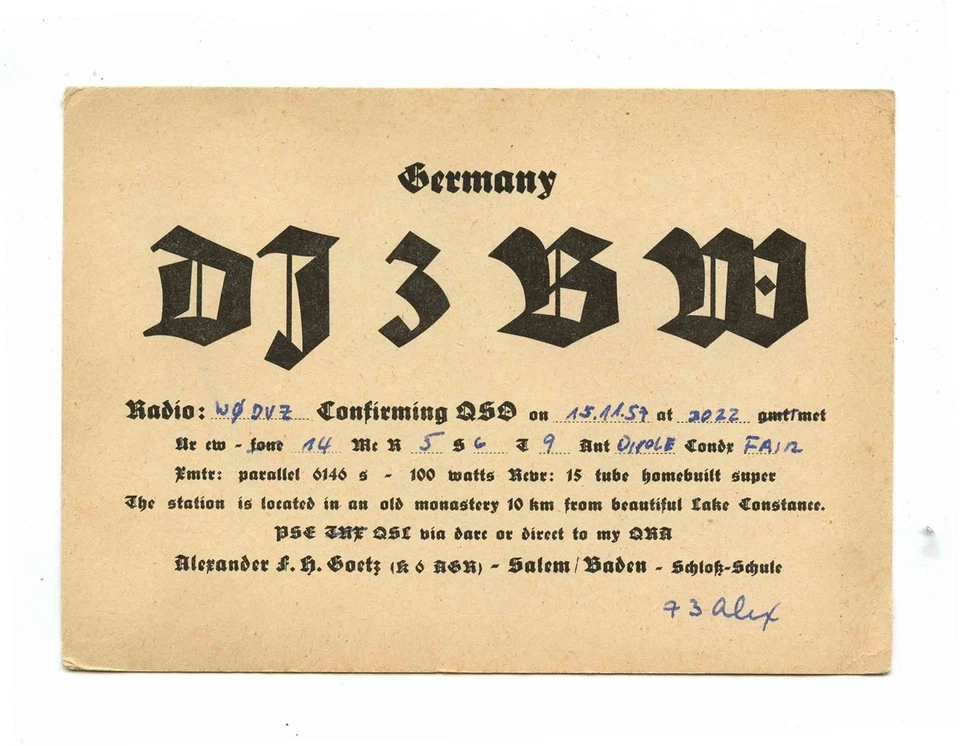 Germany
DJ 3 BW
Radio: WØDVZ Confirming QSO on 15.11.57 at 2022 gmt/met
Ur cw - fone 14 Mc R 5 S 6 T 9 Ant DIPOLE Condx FAIR
Xmtr: parallel 6146 s - 100 watts Rcvr: 15 tube homebuilt super
The station is located in an old monastery 10 km from beautiful Lake Constance.
PSE TNX QSL via darc or direct to my QRA
Alexander F. H. Goetz (K 6 AGR) - Salem/Baden - Schloß-Schule
73 Alex